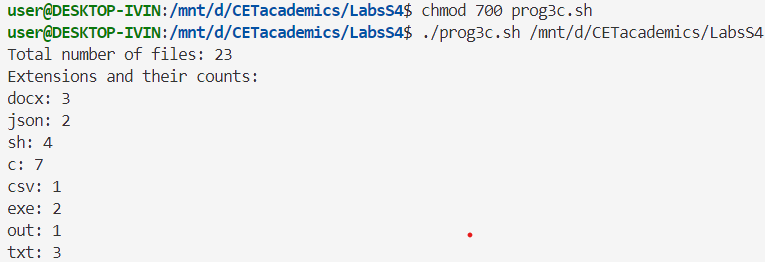 user@DESKTOP-IVIN:/mnt/d/CETacademics/LabsS4$ chmod 700 prog3c.sh
user@DESKTOP-IVIN:/mnt/d/CETacademics/LabsS4$ ./prog3c.sh /mnt/d/CETacademics/LabsS4
Total number of files: 23
Extensions and their counts:
docx: 3
json: 2
sh: 4
c: 7
csv: 1
exe: 2
out: 1
txt: 3